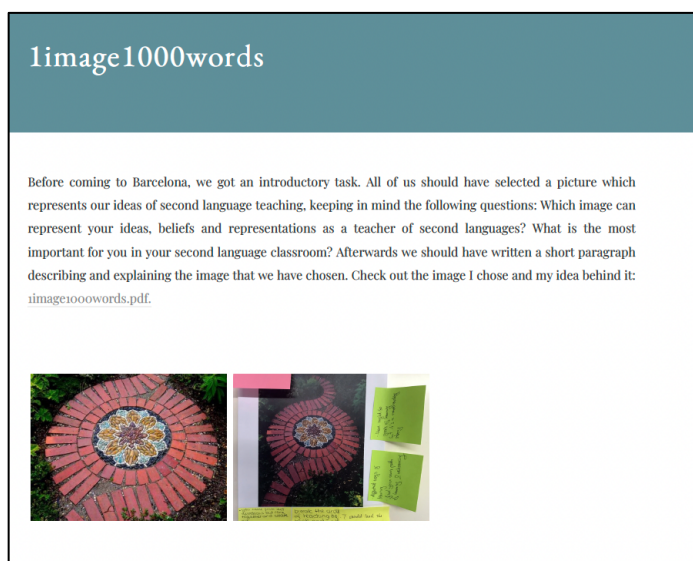 1image1000words
Before coming to Barcelona, we got an introductory task. All of us should have selected a picture which
represents our ideas of second language teaching, keeping in mind the following questions: Which image can
represent your ideas, beliefs and representations as a teacher of second languages? What is the most
important for you in your second language classroom? Afterwards we should have written a short paragraph
describing and explaining the image that we have chosen. Check out the image I chose and my idea behind it:
1image1000words.pdf.